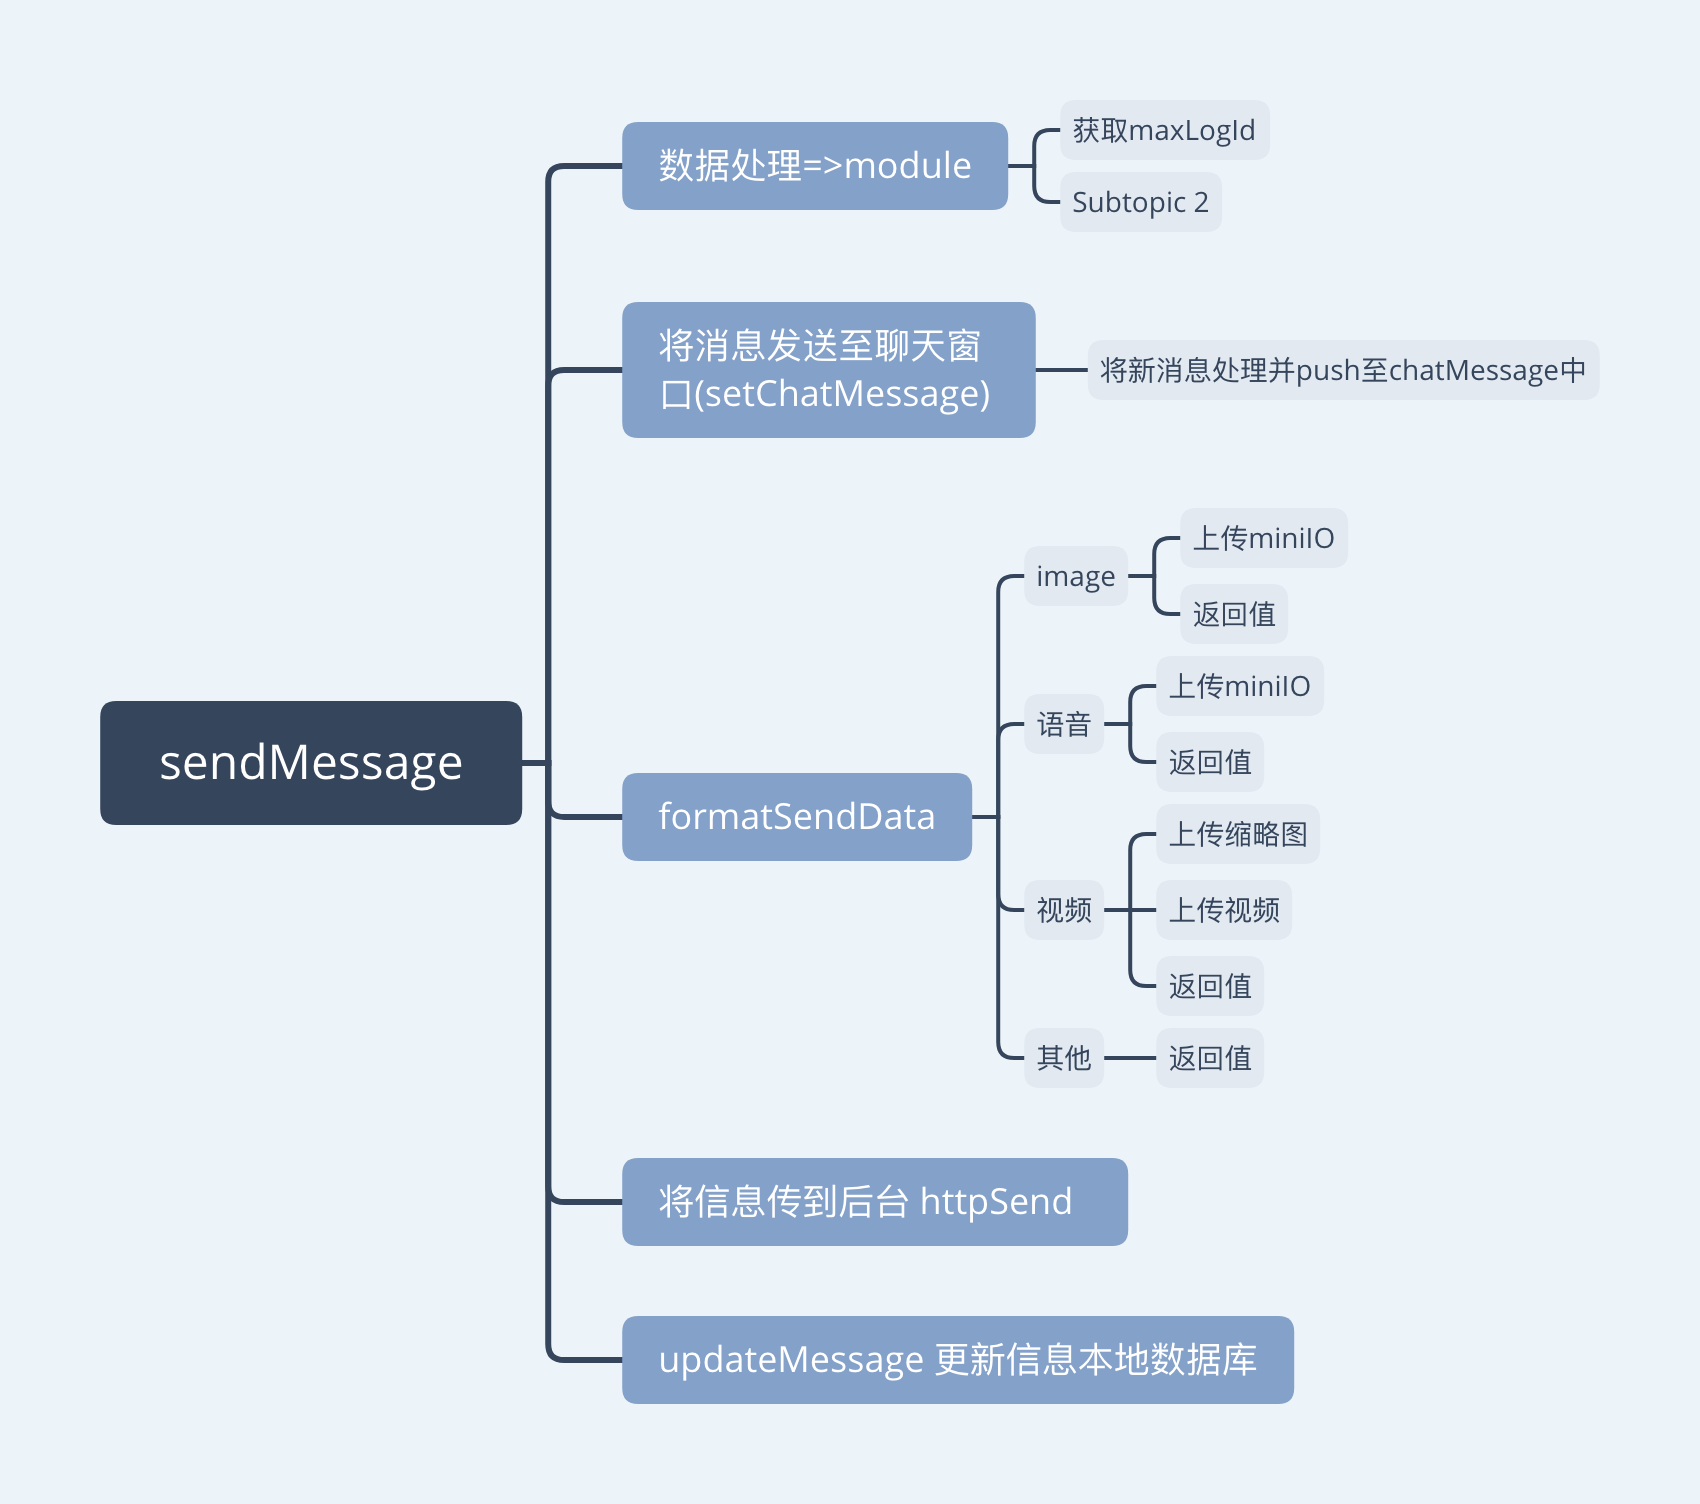 sendMessage
数据处理=>module
获取maxLogId
Subtopic 2
将消息发送至聊天窗
口(setChatMessage)
将新消息处理并push至chatMessage中
formatSendData
image
上传miniIO
返回值
语音
上传miniIO
返回值
视频
上传缩略图
上传视频
返回值
其他
返回值
将信息传到后台 httpSend
updateMessage 更新信息本地数据库